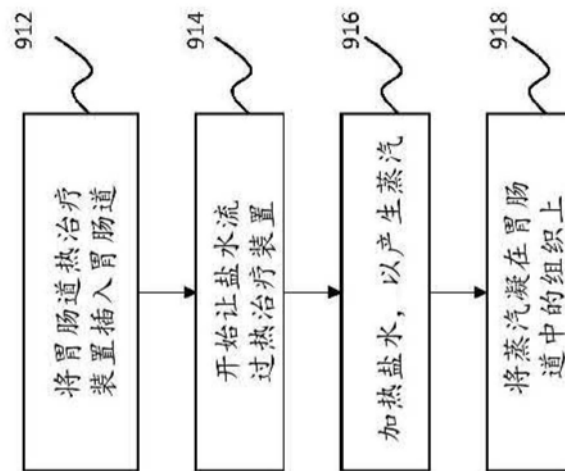 912
将胃肠道热治疗
装置插入胃肠道
914
开始让盐水流
过热治疗装置
916
加热盐水，以产生蒸汽
918
将蒸汽凝在胃肠
道中的组织上